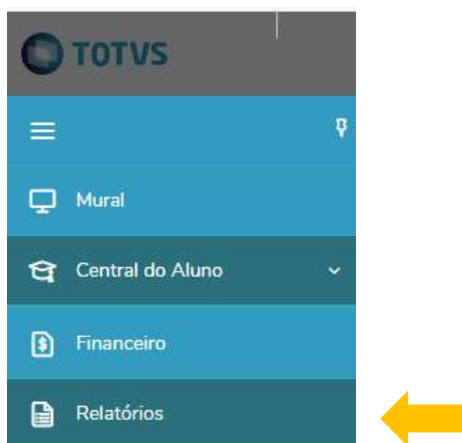 TOTVS
Mural
Central do Aluno
Financeiro
Relatórios